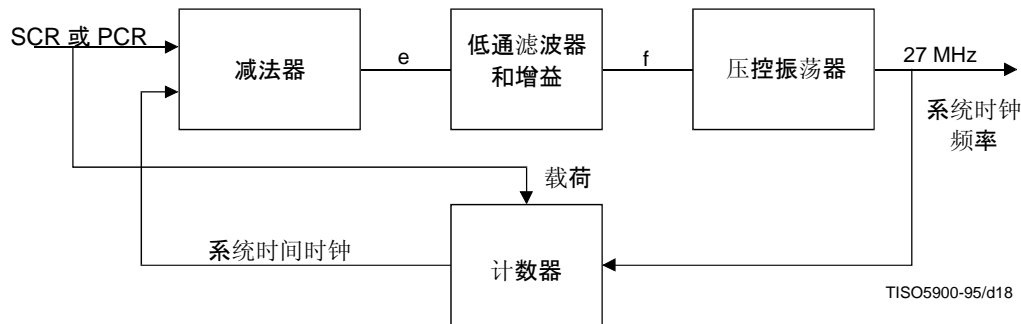 SCR 或 PCR
减法器
e
低通滤波器
和增益
f
压控振荡器
27 MHz
系统时钟
频率
载荷
系统时间时钟
计数器
TISO5900-95/d18